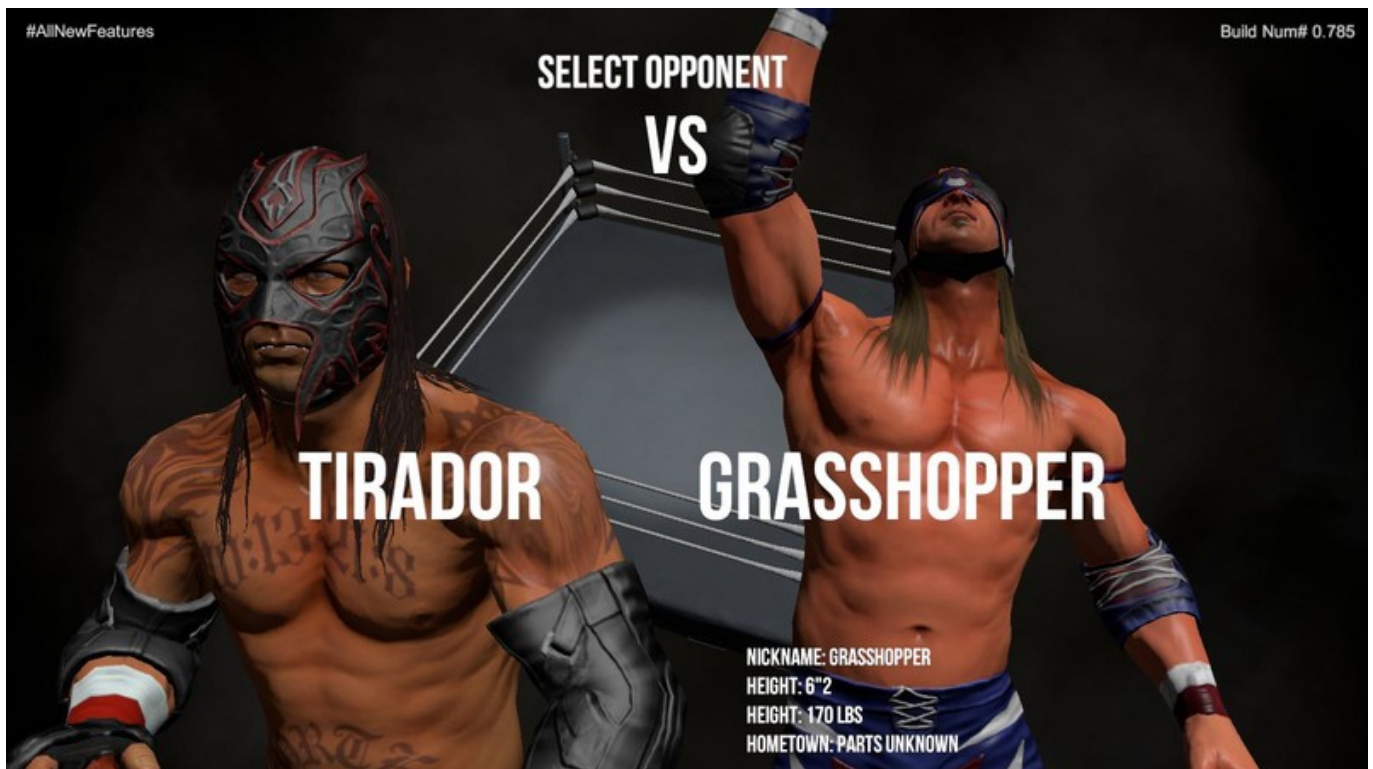 #AllNewFeatures
Build Num# 0.785
SELECT OPPONENT
VS
TIRADOR
GRASSHOPPER
NICKNAME: GRASSHOPPER
HEIGHT: 6"2
HEIGHT: 170 LBS
HOMETOWN: PARTS UNKNOWN